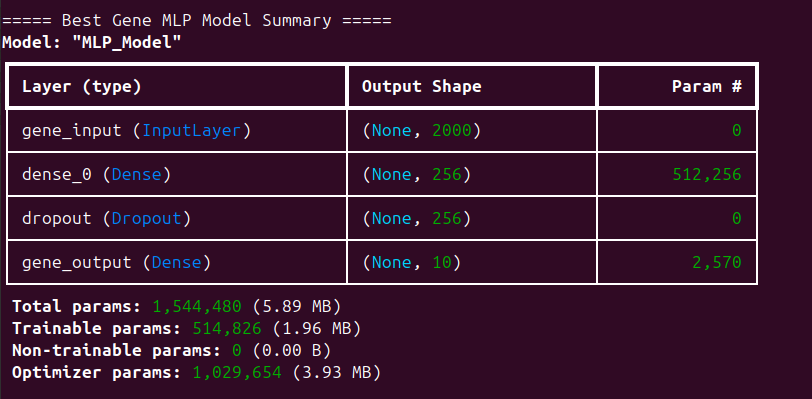 ===== Best Gene MLP Model Summary =====
Model: "MLP_Model"
Layer (type) Output Shape Param #
gene_input (InputLayer) (None, 2000) 0
dense_0 (Dense) (None, 256) 512,256
dropout (Dropout) (None, 256) 0
gene_output (Dense) (None, 10) 2,570
Total params: 1,544,480 (5.89 MB)
Trainable params: 514,826 (1.96 MB)
Non-trainable params: 0 (0.00 B)
Optimizer params: 1,029,654 (3.93 MB)